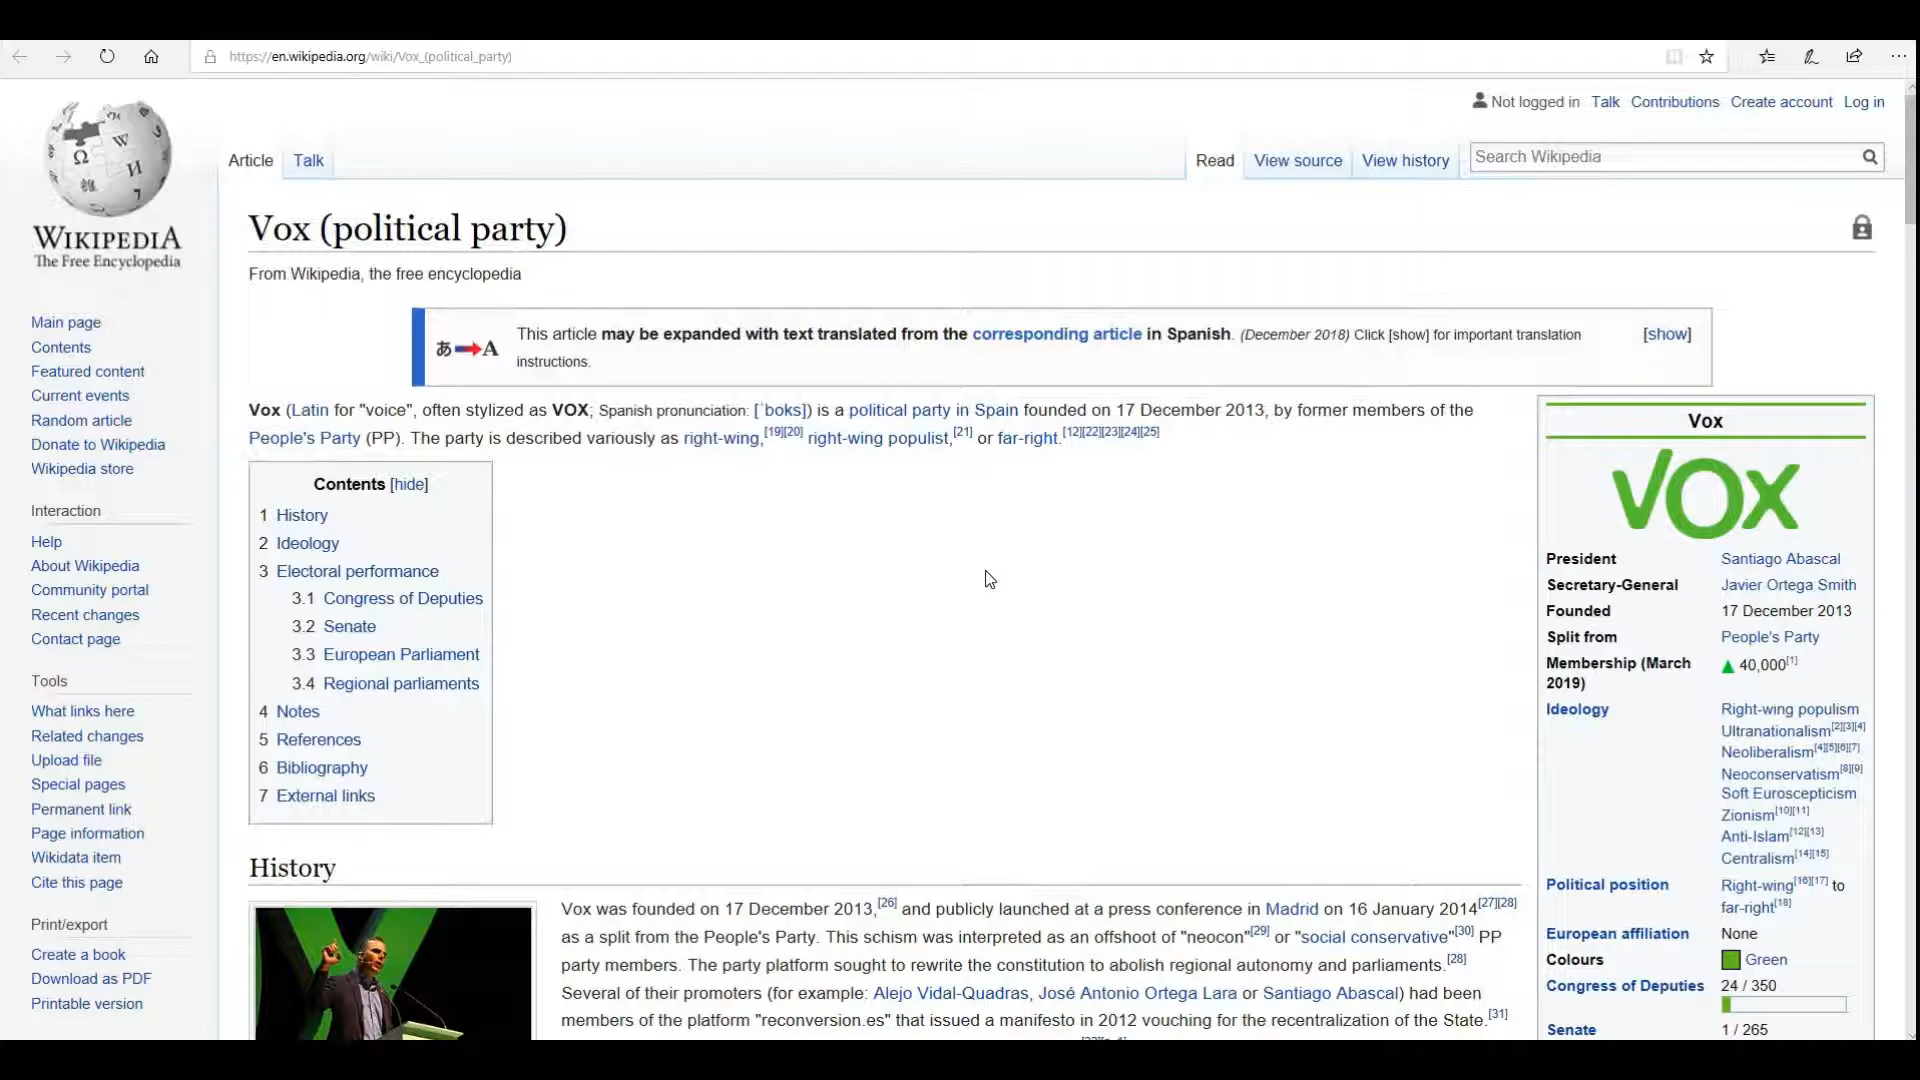 https://en.wikipedia.org/wiki/Vox_(political_party)
Not logged in Talk Contributions Create account Log in
Article Talk Read View source View history Search Wikipedia
WIKIPEDIA
The Free Encyclopedia
Main page
Contents
Featured content
Current events
Random article
Donate to Wikipedia
Wikipedia store
Interaction
Help
About Wikipedia
Community portal
Recent changes
Contact page
Tools
What links here
Related changes
Upload file
Special pages
Permanent link
Page information
Wikidata item
Cite this page
Print/export
Create a book
Download as PDF
Printable version
Vox (political party)
From Wikipedia, the free encyclopedia
あ A
This article may be expanded with text translated from the corresponding article in Spanish. (December 2018) Click [show] for important translation
instructions.
[show]
Vox (Latin for "voice", often stylized as VOX; Spanish pronunciation: [ˈboks]) is a political party in Spain founded on 17 December 2013, by former members of the
People's Party (PP). The party is described variously as right-wing,[19][20] right-wing populist,[21] or far-right.[12][22][23][24][25]
Contents [hide]
1 History
2 Ideology
3 Electoral performance
3.1 Congress of Deputies
3.2 Senate
3.3 European Parliament
3.4 Regional parliaments
4 Notes
5 References
6 Bibliography
7 External links
History
Vox was founded on 17 December 2013,[26] and publicly launched at a press conference in Madrid on 16 January 2014[27][28]
as a split from the People's Party. This schism was interpreted as an offshoot of "neocon"[29] or "social conservative"[30] PP
party members. The party platform sought to rewrite the constitution to abolish regional autonomy and parliaments.[28]
Several of their promoters (for example: Alejo Vidal-Quadras, José Antonio Ortega Lara or Santiago Abascal) had been
members of the platform "reconversion.es" that issued a manifesto in 2012 vouching for the recentralization of the State.[31]
Vox
VOX
President Santiago Abascal
Secretary-General Javier Ortega Smith
Founded 17 December 2013
Split from People's Party
Membership (March 2019) 40,000[1]
Ideology Right-wing populism
Ultranationalism[2][3][4]
Neoliberalism[4][5][6][7]
Neoconservatism[8][9]
Soft Euroscepticism
Zionism[10][11]
Anti-Islam[12][13]
Centralism[14][15]
Political position Right-wing[16][17] to
far-right[18]
European affiliation None
Colours Green
Congress of Deputies 24 / 350
Senate 1 / 265